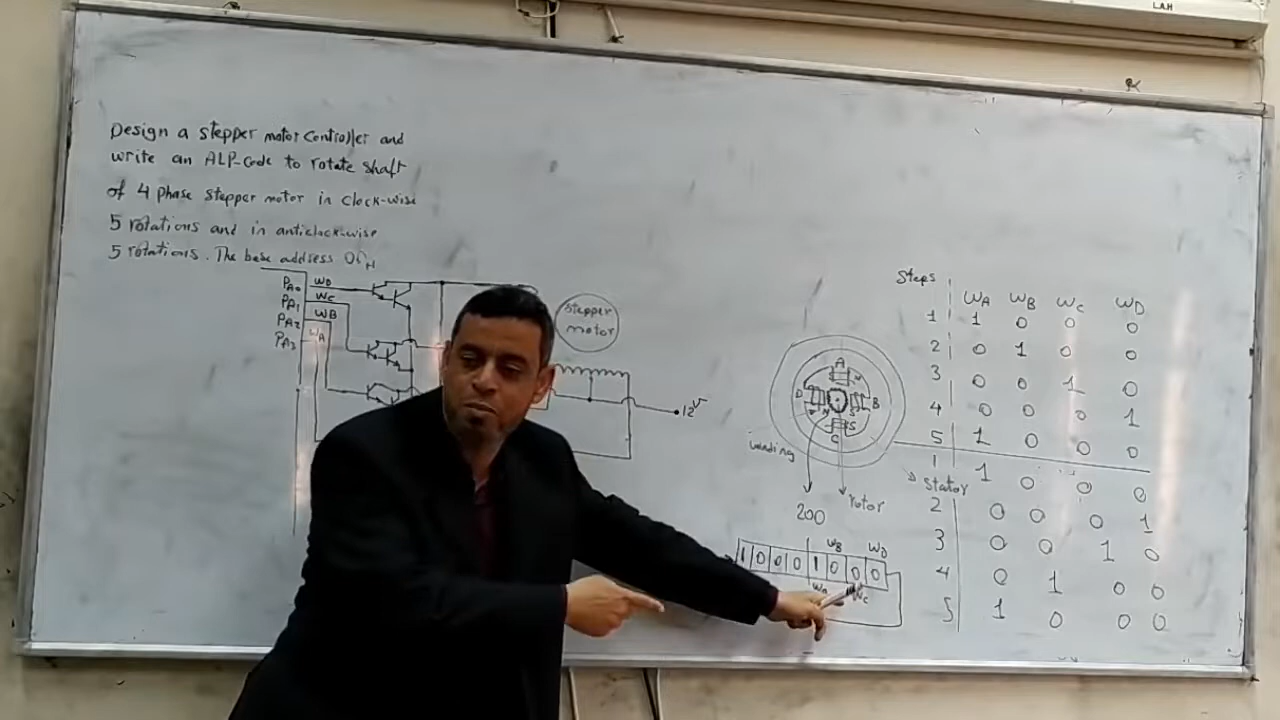 L.A.H
Design a stepper motor controller and
write an ALP-Code to rotate shaft
of 4 phase stepper motor in clock-wise
5 rotations and in anticlock-wise
5 rotations. The base address 00H
PA0 WD
PA1 WC
PA2 WB
PA3 WA
stepper
motor
12V
A
D
B
C
N
S
S
winding
rotor
200
stator
1 0 0 0 1 0 0 0
WB WD
WA WC
Steps
WA WB WC WD
1 1 0 0 0
2 0 1 0 0
3 0 0 1 0
4 0 0 0 1
5 1 0 0 0
1 1 0 0 0
2 0 0 0 1
3 0 0 1 0
4 0 1 0 0
5 1 0 0 0